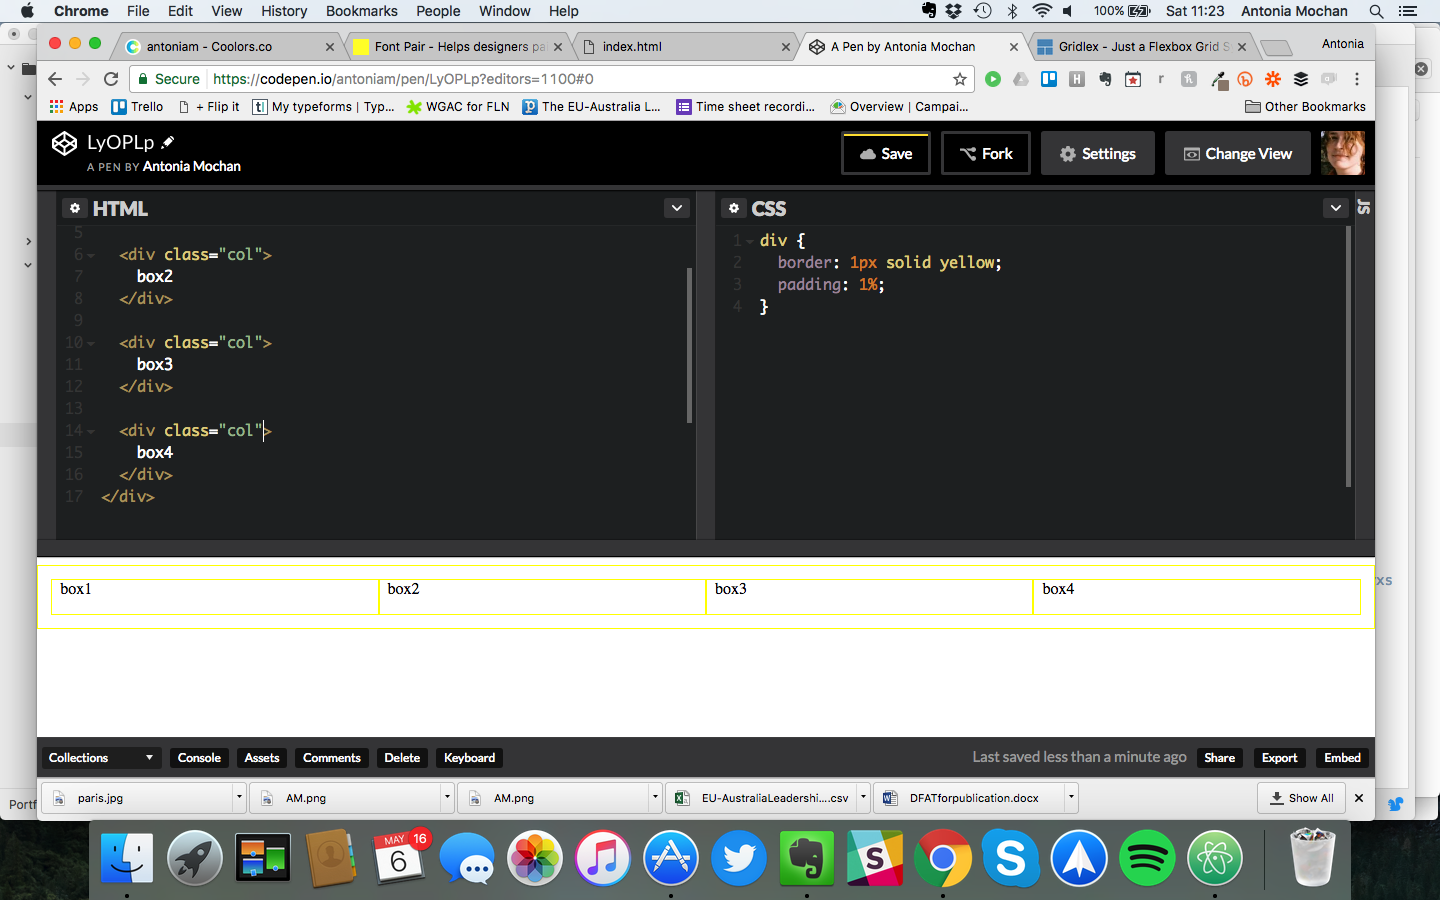 Chrome File Edit View History Bookmarks People Window Help 100% Sat 11:23 Antonia Mochan
antoniam - Coolors.co Font Pair - Helps designers pa index.html A Pen by Antonia Mochan Gridlex - Just a Flexbox Grid S Antonia
Secure https://codepen.io/antoniam/pen/LyOPLp?editors=1100#0
Apps Trello + Flip it My typeforms | Typ... WGAC for FLN The EU-Australia L... Time sheet recordi... Overview | Campai... Other Bookmarks
LyOPLp
A PEN BY Antonia Mochan
Save Fork Settings Change View
HTML
5
6 <div class="col">
7 box2
8 </div>
9
10 <div class="col">
11 box3
12 </div>
13
14 <div class="col">
15 box4
16 </div>
17 </div>
CSS
1 div {
2 border: 1px solid yellow;
3 padding: 1%;
4 }
JS
box1 box2 box3 box4
xs
Collections Console Assets Comments Delete Keyboard Last saved less than a minute ago Share Export Embed
Portf
paris.jpg AM.png AM.png EU-AustraliaLeadershi....csv DFATforpublication.docx Show All
MAY 16
6